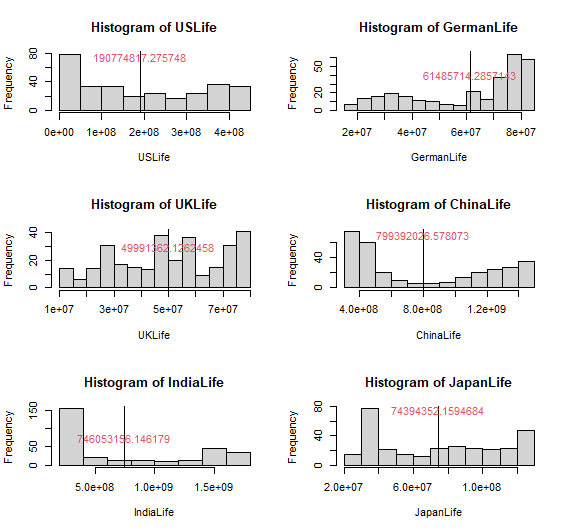 Histogram of USLife
190774817.275748
Frequency
0 40 80
0e+00 1e+08 2e+08 3e+08 4e+08
USLife
Histogram of GermanLife
61485714.2857143
Frequency
0 20 50
2e+07 4e+07 6e+07 8e+07
GermanLife
Histogram of UKLife
49991362.1262458
Frequency
0 20 40
1e+07 3e+07 5e+07 7e+07
UKLife
Histogram of ChinaLife
799392026.578073
Frequency
0 40
4.0e+08 8.0e+08 1.2e+09
ChinaLife
Histogram of IndiaLife
746053156.146179
Frequency
0 50 150
5.0e+08 1.0e+09 1.5e+09
IndiaLife
Histogram of JapanLife
74394352.1594684
Frequency
0 40 80
2.0e+07 6.0e+07 1.0e+08
JapanLife